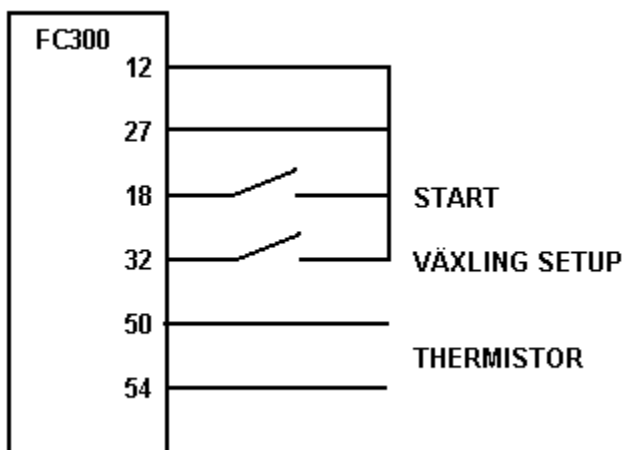 FC300
12
27
18 START
32 VÄXLING SETUP
50
THERMISTOR
54